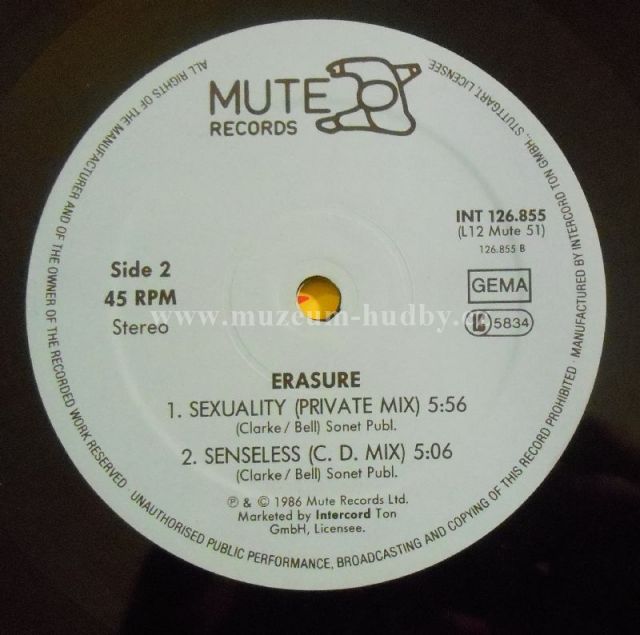 MUTE
RECORDS
INT 126.855
(L12 Mute 51)
126.855 B
Side 2
45 RPM
Stereo
GEMA
LC 5834
www.muzeum-hudby.
ERASURE
1. SEXUALITY (PRIVATE MIX) 5:56
(Clarke / Bell) Sonet Publ.
2. SENSELESS (C. D. MIX) 5:06
(Clarke / Bell) Sonet Publ.
℗ & © 1986 Mute Records Ltd.
Marketed by Intercord Ton
GmbH, Licensee.
ALL RIGHTS OF THE MANUFACTURER AND OF THE OWNER OF THE RECORDED WORK RESERVED . UNAUTHORISED PUBLIC PERFORMANCE, BROADCASTING AND COPYING OF THIS RECORD PROHIBITED . MANUFACTURED BY INTERCORD TON GMBH, STUTTGART, LICENSEE.